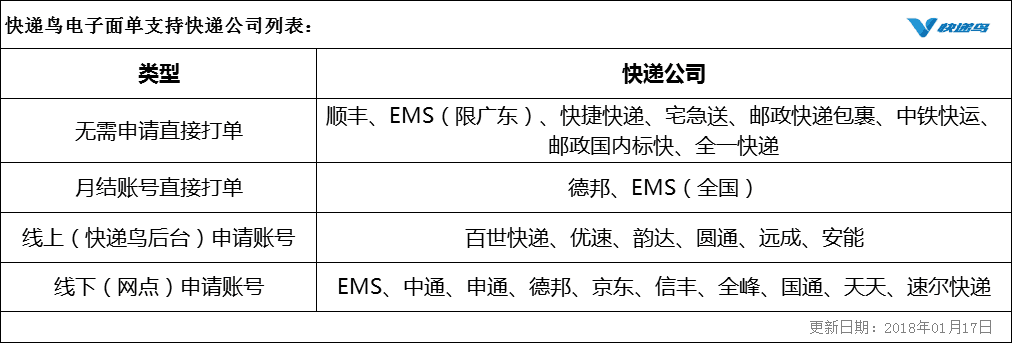 快递鸟电子面单支持快递公司列表：
快递鸟
类型
快递公司
无需申请直接打单
顺丰、EMS（限广东）、快捷快递、宅急送、邮政快递包裹、中铁快运、
邮政国内标快、全一快递
月结账号直接打单
德邦、EMS（全国）
线上（快递鸟后台）申请账号
百世快递、优速、韵达、圆通、远成、安能
线下（网点）申请账号
EMS、中通、申通、德邦、京东、信丰、全峰、国通、天天、速尔快递
更新日期：2018年01月17日